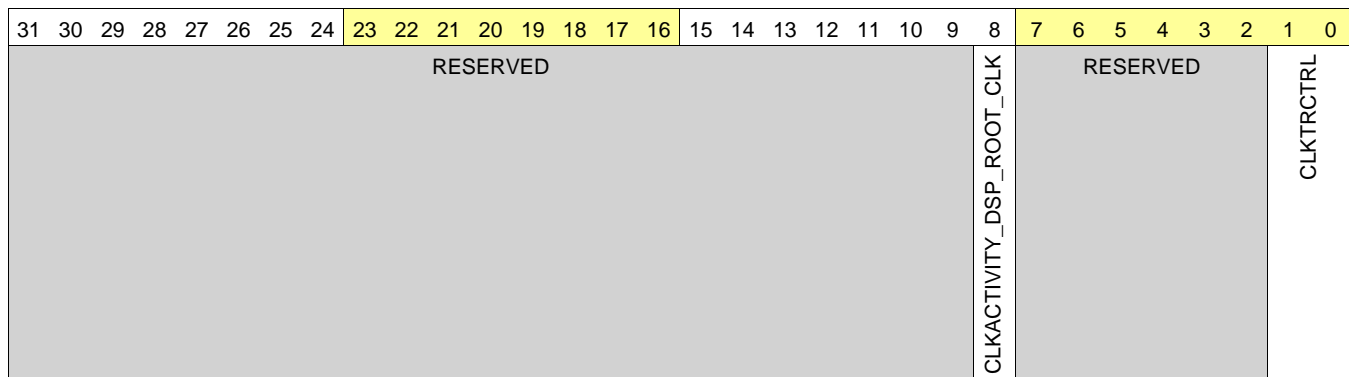 31 30 29 28 27 26 25 24 23 22 21 20 19 18 17 16 15 14 13 12 11 10 9 8 7 6 5 4 3 2 1 0
RESERVED
CLKACTIVITY_DSP_ROOT_CLK
RESERVED
CLKTRCTRL